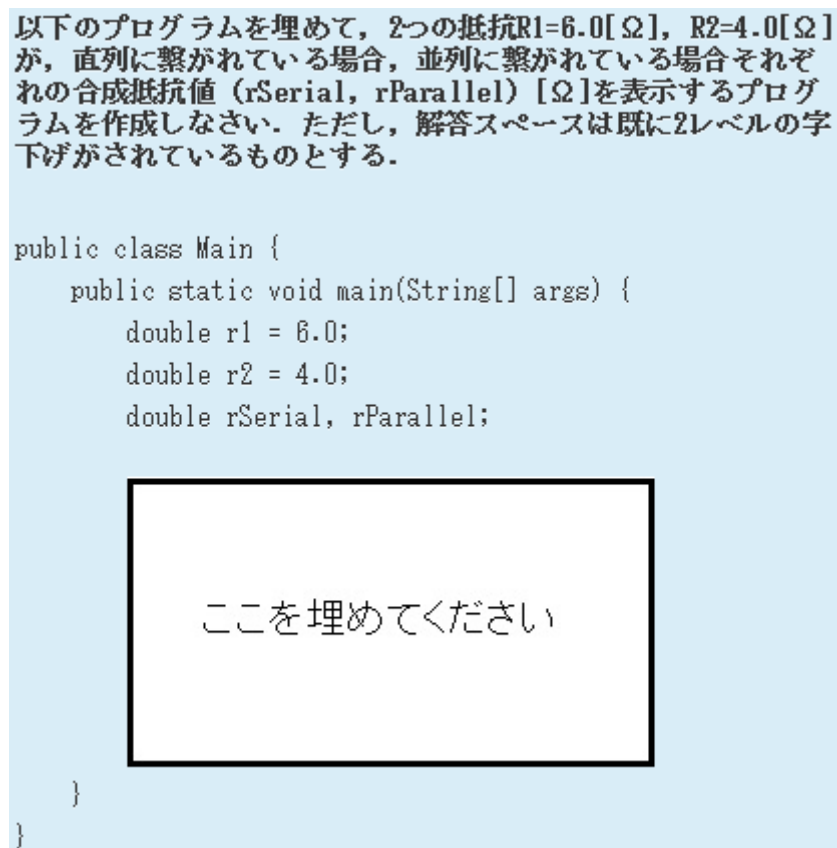 以下のプログラムを埋めて，2つの抵抗R1=6.0[Ω]，R2=4.0[Ω]
が，直列に繋がれている場合，並列に繋がれている場合それぞ
れの合成抵抗値（rSerial，rParallel）[Ω]を表示するプログ
ラムを作成しなさい．ただし，解答スペースは既に2レベルの字
下げがされているものとする．
public class Main {
    public static void main(String[] args) {
        double r1 = 6.0;
        double r2 = 4.0;
        double rSerial, rParallel;
ここを埋めてください
    }
}